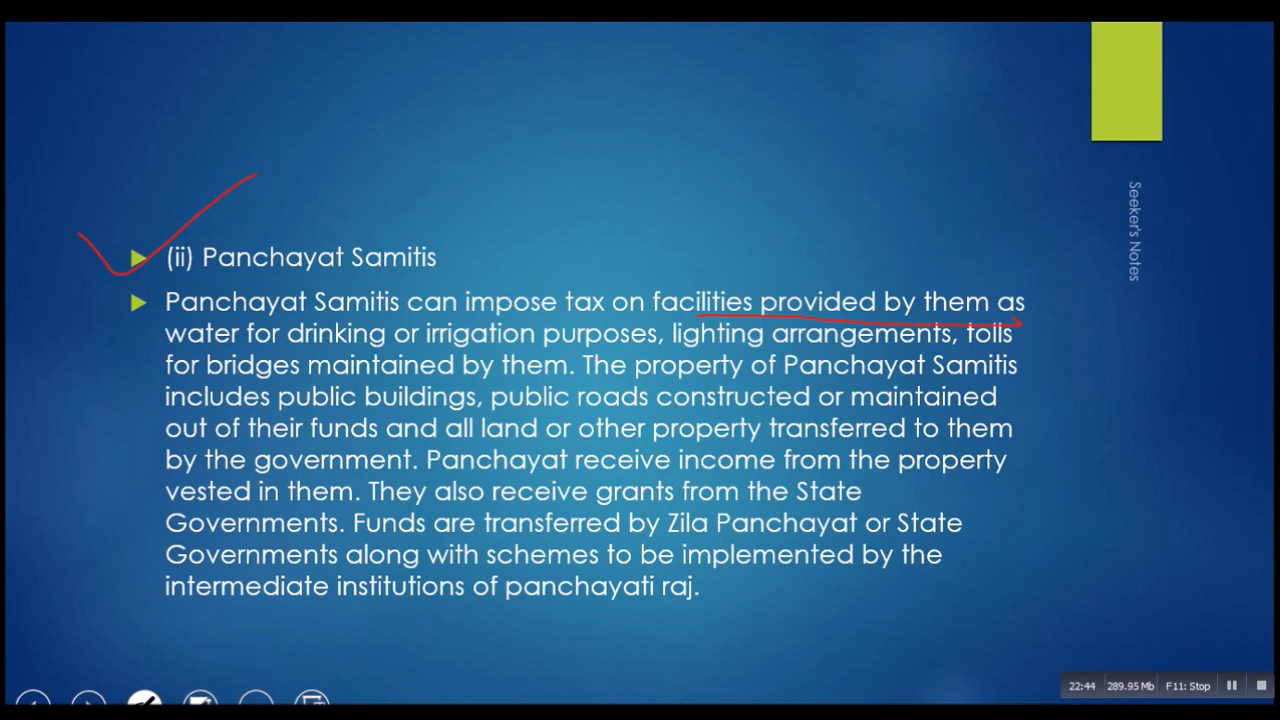 (ii) Panchayat Samitis
Panchayat Samitis can impose tax on facilities provided by them as
water for drinking or irrigation purposes, lighting arrangements, tolls
for bridges maintained by them. The property of Panchayat Samitis
includes public buildings, public roads constructed or maintained
out of their funds and all land or other property transferred to them
by the government. Panchayat receive income from the property
vested in them. They also receive grants from the State
Governments. Funds are transferred by Zila Panchayat or State
Governments along with schemes to be implemented by the
intermediate institutions of panchayati raj.
Seeker's Notes
22:44 289.95 Mb F11: Stop